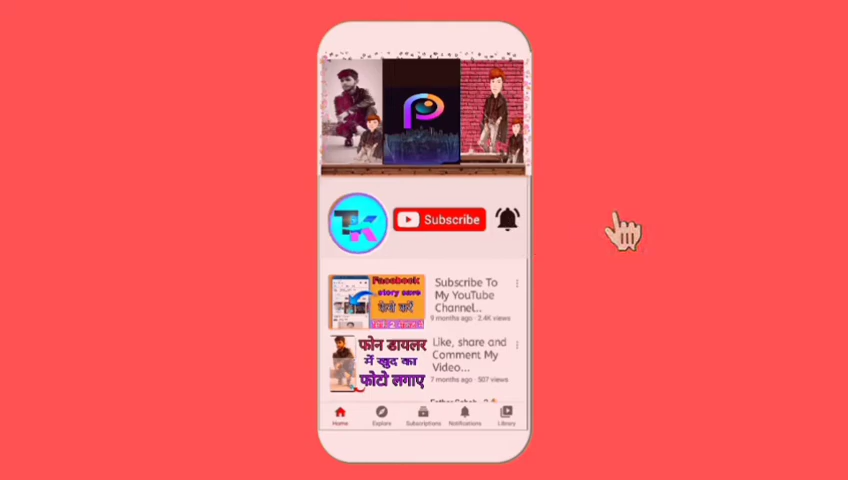 TK
Subscribe
Facebook
story save
कैसे करें
Subscribe To
My YouTube
Channel...
9 months ago · 2.4K views
फोन डायलर
में खुद का
फोटो लगाए
Like, share and
Comment My
Video...
7 months ago · 507 views
Home
Explore
Subscriptions
Notifications
Library